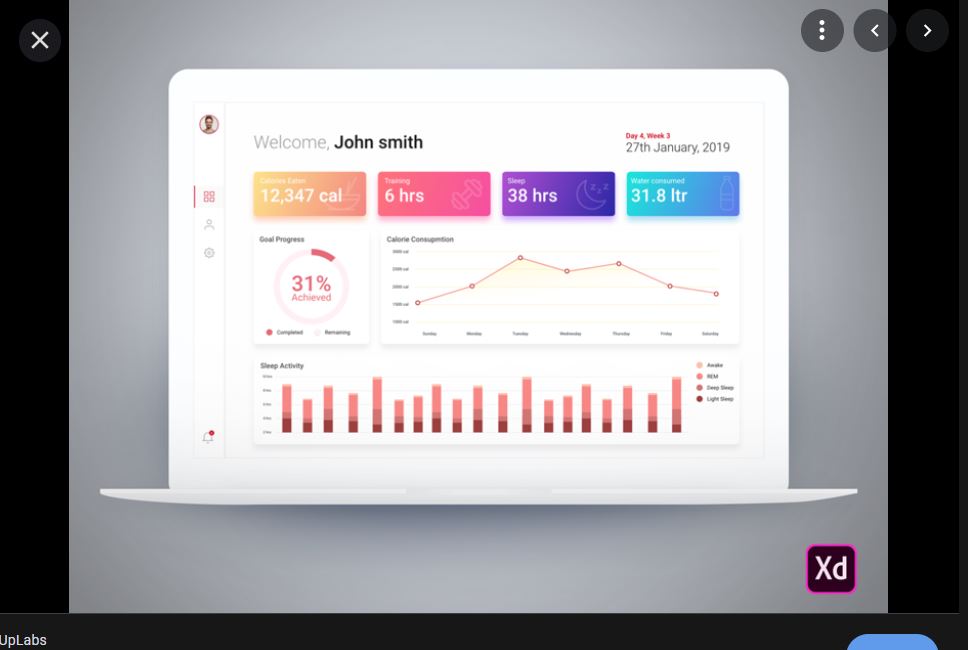 Welcome, John smith
Day 4, Week 3
27th January, 2019
Calories Eaten
12,347 cal
Training
6 hrs
Sleep
38 hrs
Water consumed
31.8 ltr
Goal Progress
31%
Achieved
Completed
Remaining
Calorie Consupmtion
3000 cal
2500 cal
2000 cal
1500 cal
1000 cal
Sunday
Monday
Tuesday
Wednesday
Thursday
Friday
Saturday
Sleep Activity
Awake
REM
Deep Sleep
Light Sleep
Xd
UpLabs